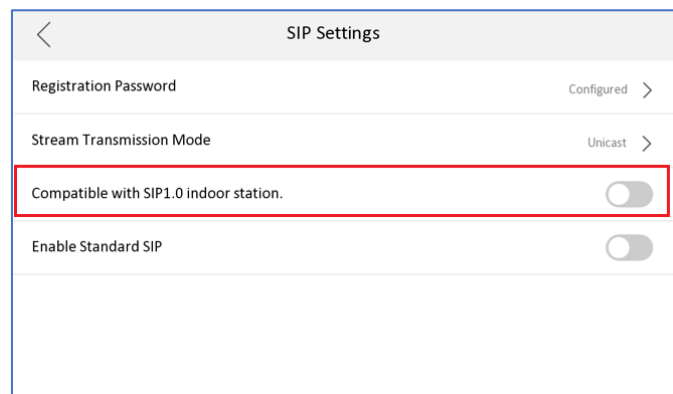 SIP Settings
Registration Password Configured
Stream Transmission Mode Unicast
Compatible with SIP1.0 indoor station.
Enable Standard SIP